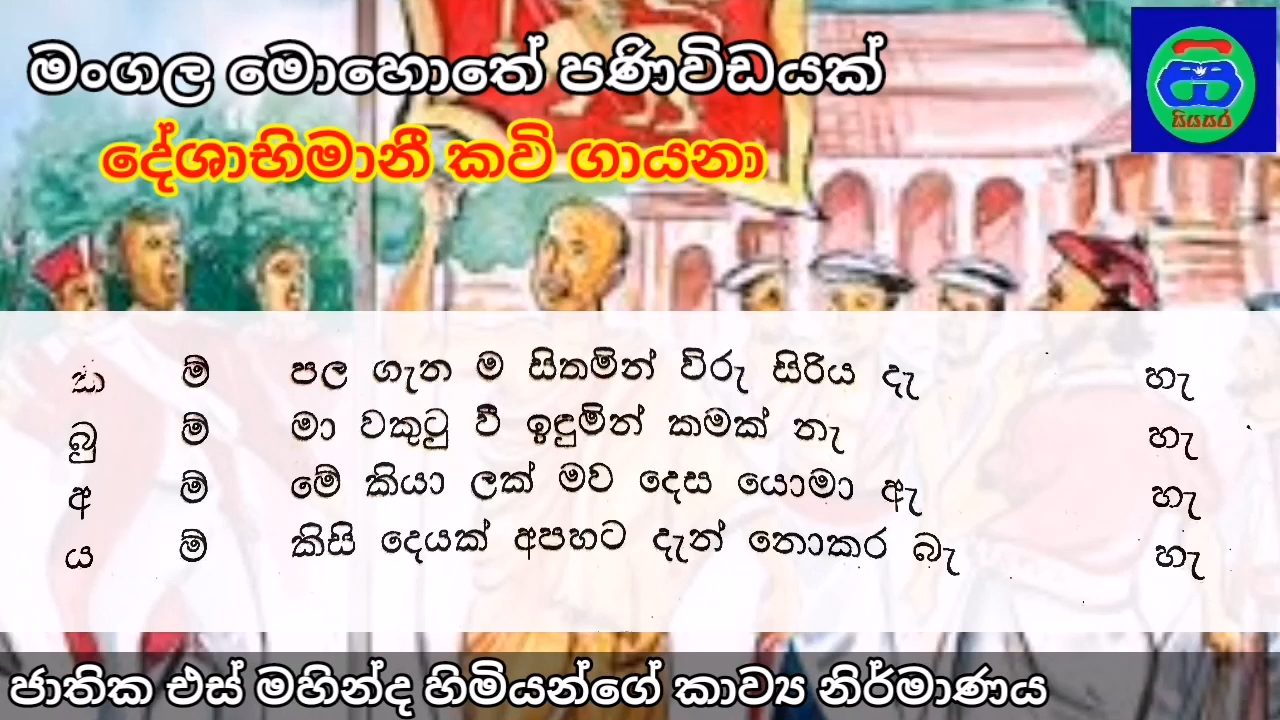 මංගල මොහොතේ පණිවිඩයක්
දේශාභිමානී කවි ගායනා
සියසර
ඍ ම් පල ගැන ම සිතමින් විරු සිරිය දැ හැ
බු ම් මා වකුටු වී ඉඳුමින් කමක් නැ හැ
අ ම් මේ කියා ලක් මව දෙස යොමා ඇ හැ
ය ම් කිසි දෙයක් අපහට දැන් නොකර බැ හැ
ජාතික එස් මහින්ද හිමියන්ගේ කාව්‍ය නිර්මාණය